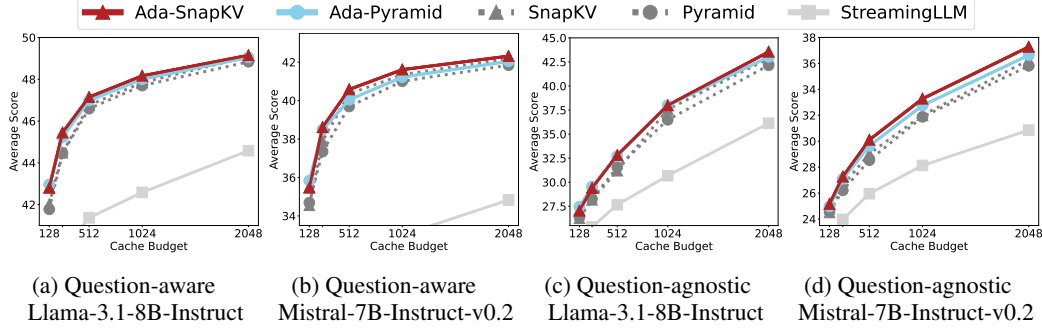 Ada-SnapKV Ada-Pyramid SnapKV Pyramid StreamingLLM
Average Score
50
48
46
44
42
128 512 1024 2048
Cache Budget
Average Score
42
40
38
36
34
128 512 1024 2048
Cache Budget
Average Score
45.0
42.5
40.0
37.5
35.0
32.5
30.0
27.5
128 512 1024 2048
Cache Budget
Average Score
38
36
34
32
30
28
26
24
128 512 1024 2048
Cache Budget
(a) Question-aware
Llama-3.1-8B-Instruct
(b) Question-aware
Mistral-7B-Instruct-v0.2
(c) Question-agnostic
Llama-3.1-8B-Instruct
(d) Question-agnostic
Mistral-7B-Instruct-v0.2